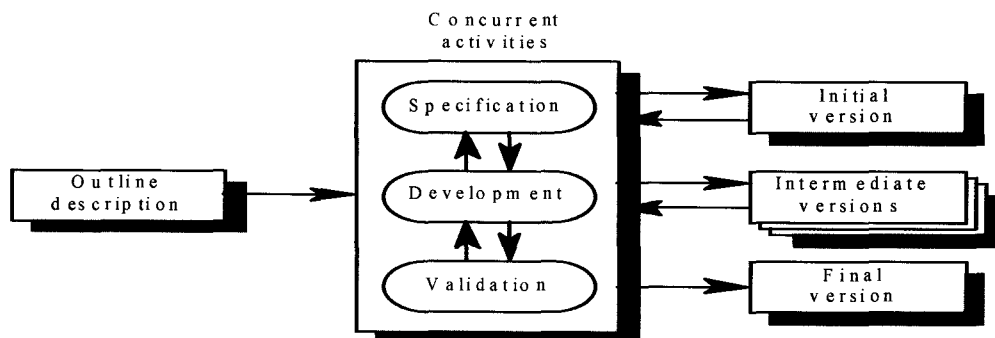 Concurrent
activities
Specification
Development
Validation
Outline
description
Initial
version
Intermediate
versions
Final
version